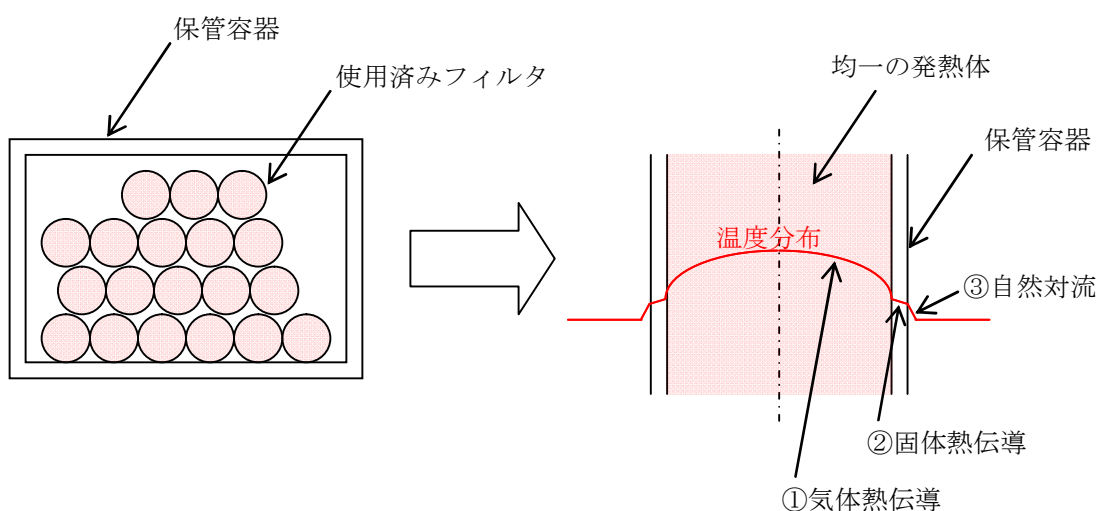 保管容器
使用済みフィルタ
均一の発熱体
保管容器
温度分布
③自然対流
②固体熱伝導
①気体熱伝導